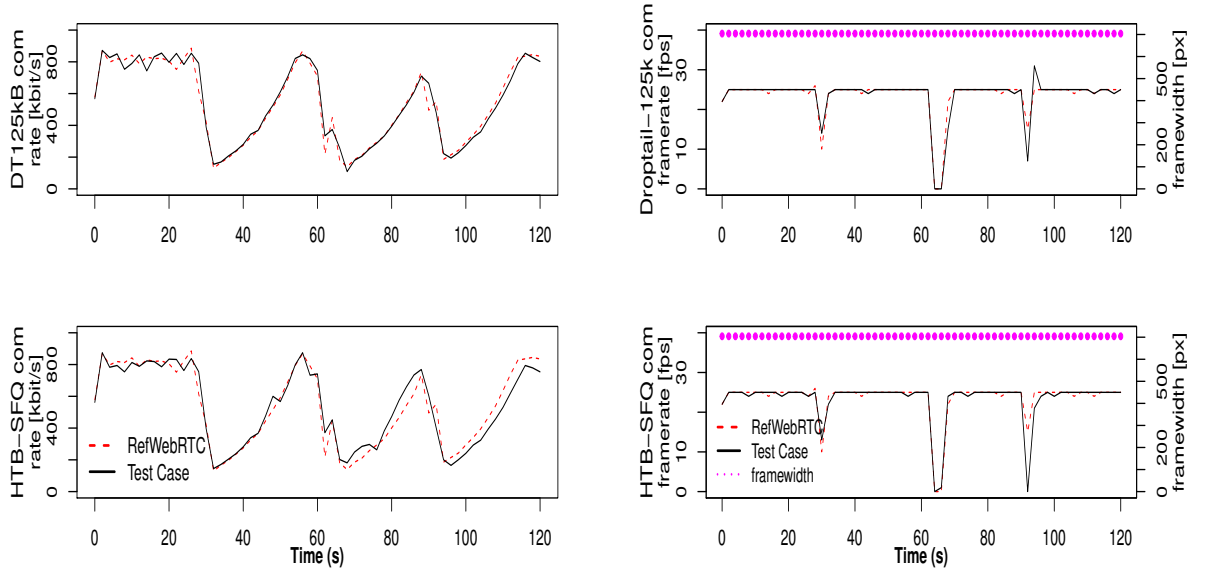 DT125kB com
rate [kbit/s]
0 400 800
0 20 40 60 80 100 120
Droptail−125k com
framerate [fps]
0 10 30
0 200 500
framewidth [px]
0 20 40 60 80 100 120
HTB−SFQ com
rate [kbit/s]
0 400 800
RefWebRTC
Test Case
0 20 40 60 80 100 120
Time (s)
HTB−SFQ com
framerate [fps]
0 10 30
RefWebRTC
Test Case
framewidth
0 200 500
framewidth [px]
0 20 40 60 80 100 120
Time (s)